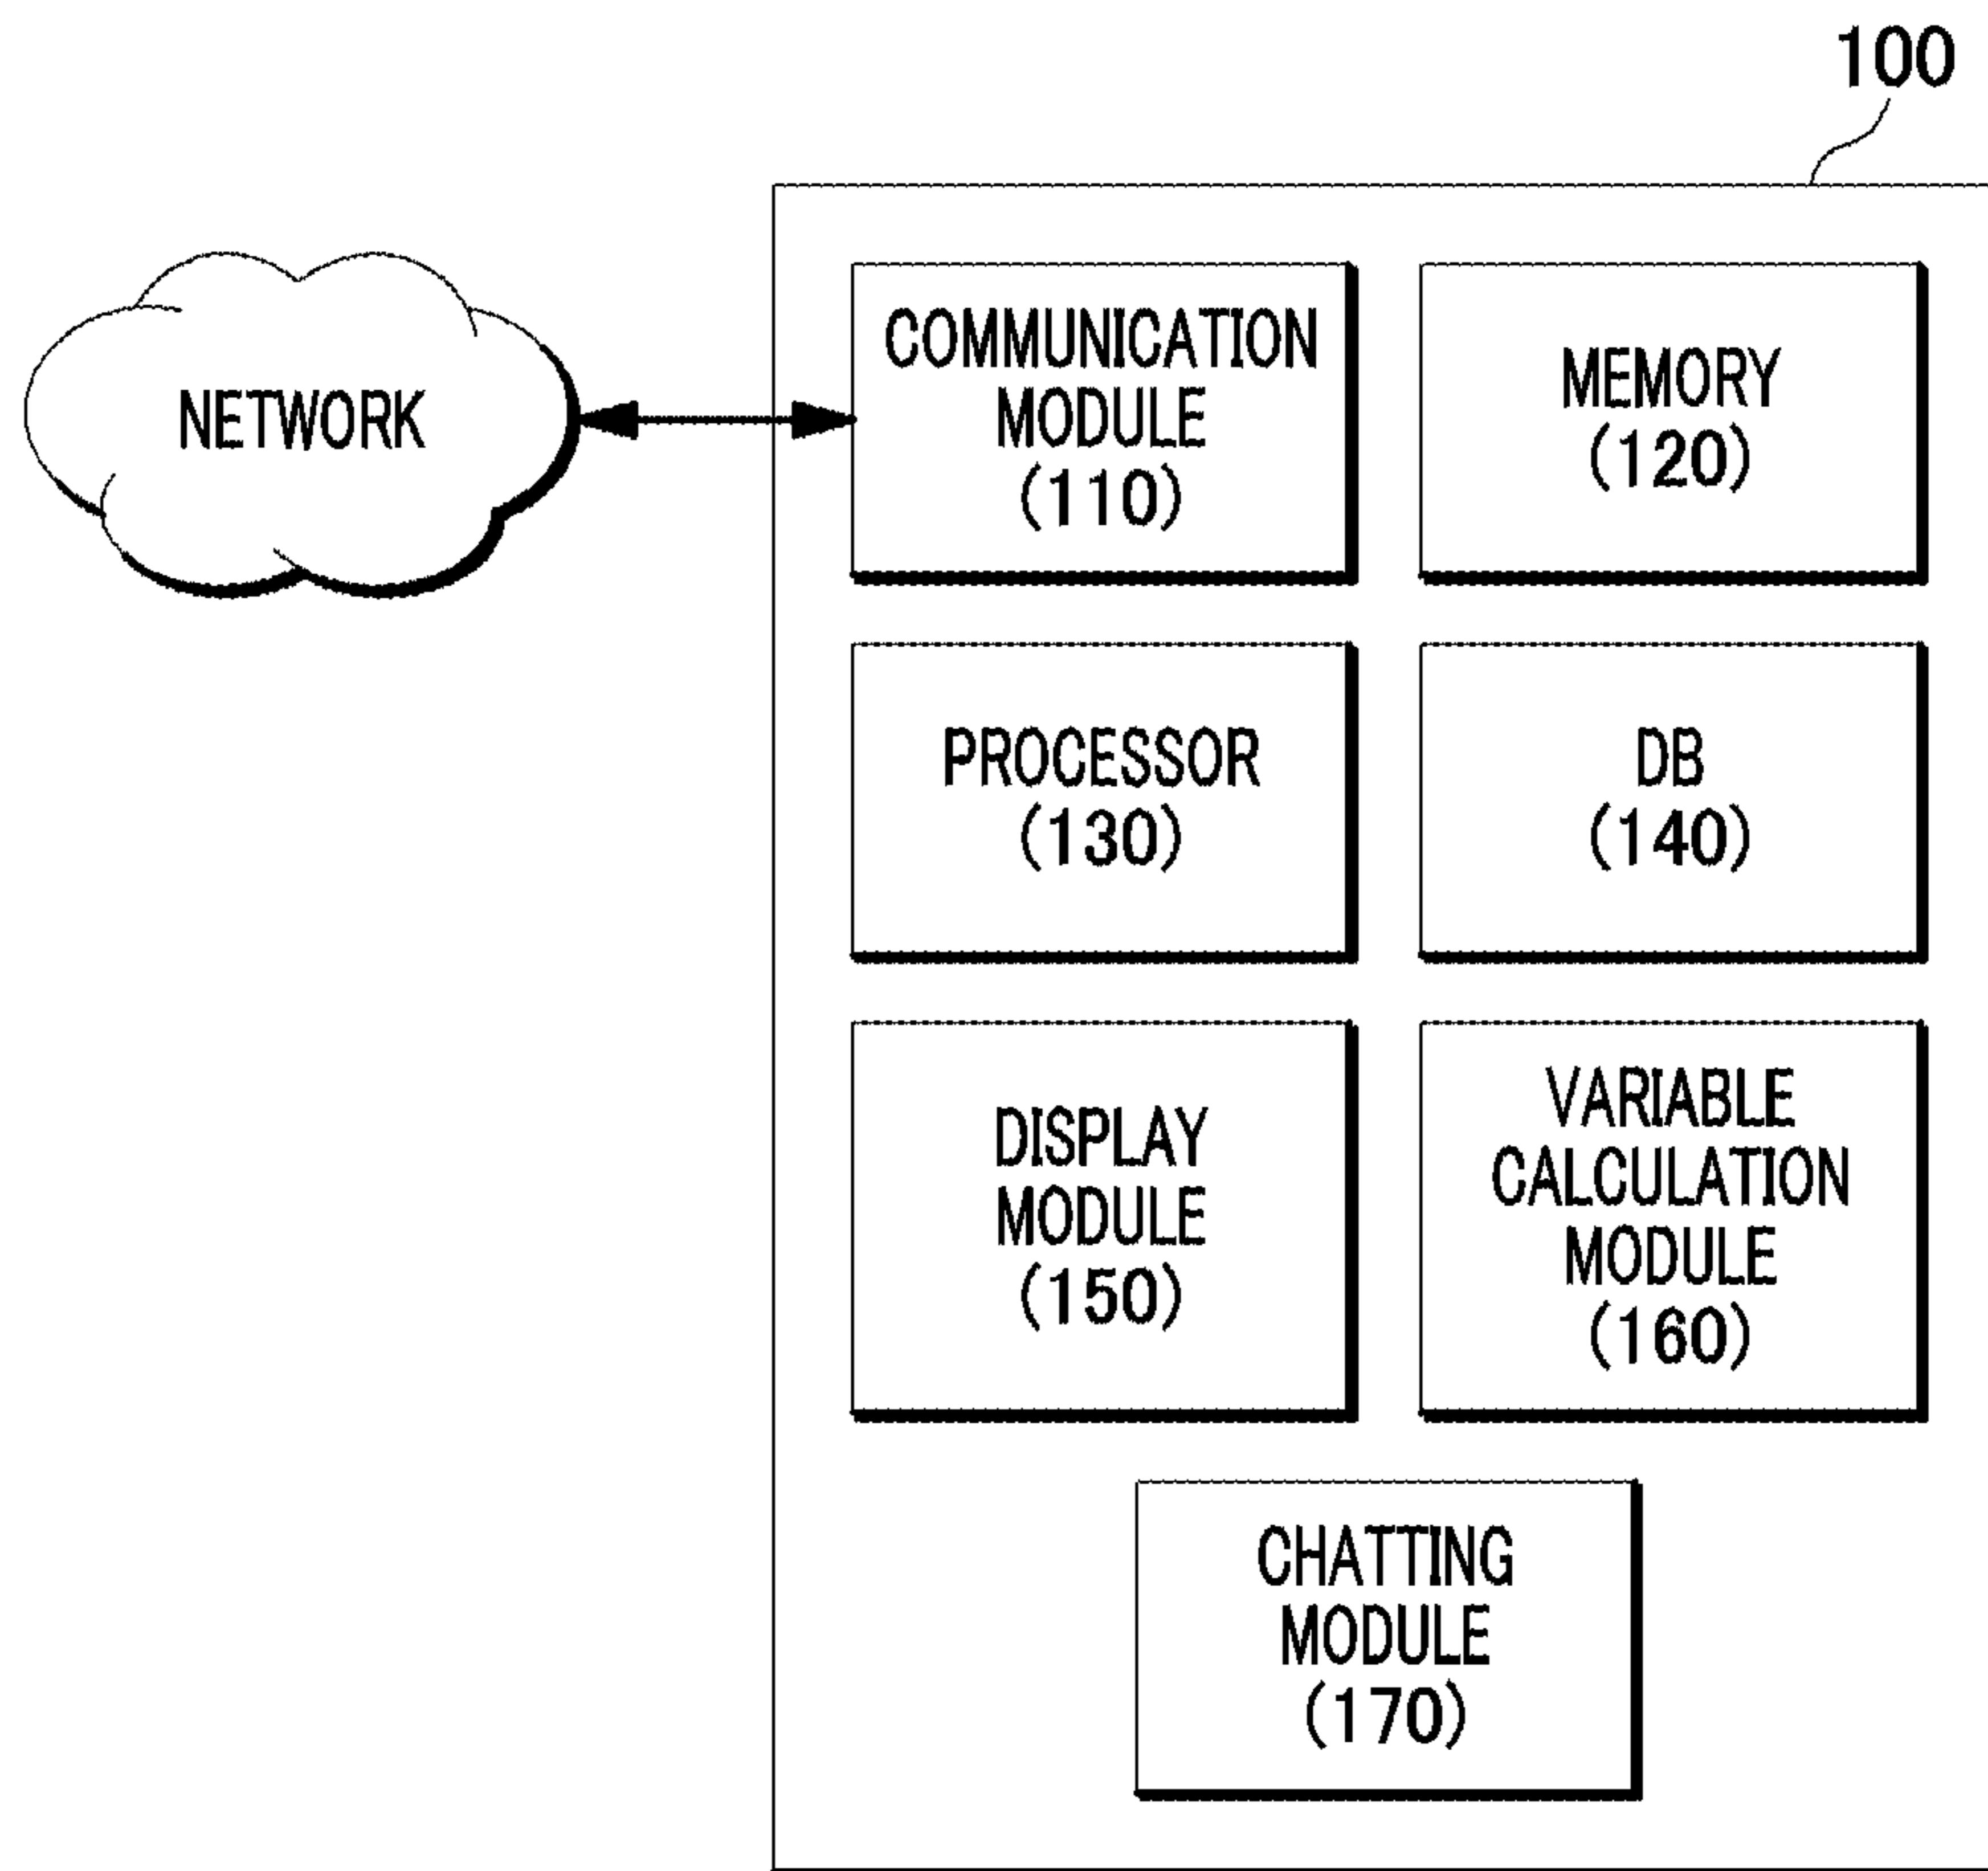 100
NETWORK
COMMUNICATION
MODULE
(110)
MEMORY
(120)
PROCESSOR
(130)
DB
(140)
DISPLAY
MODULE
(150)
VARIABLE
CALCULATION
MODULE
(160)
CHATTING
MODULE
(170)